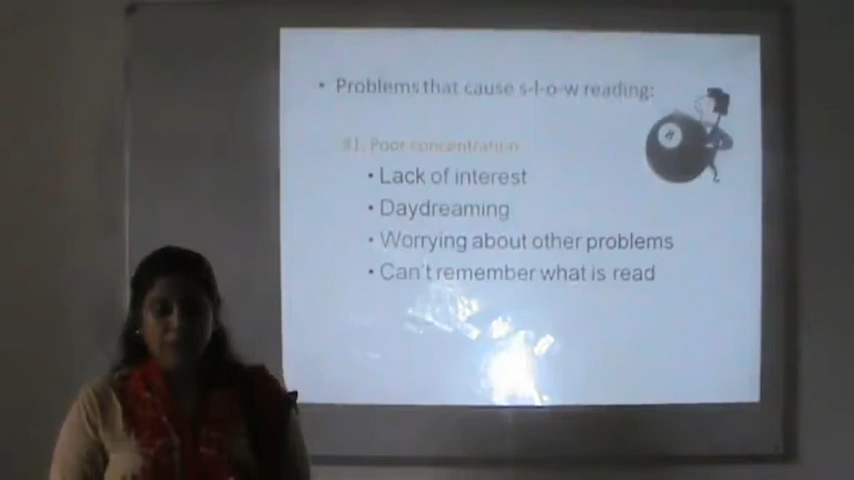 • Problems that cause s-l-o-w reading:
#1. Poor concentration
• Lack of interest
• Daydreaming
• Worrying about other problems
• Can't remember what is read
8